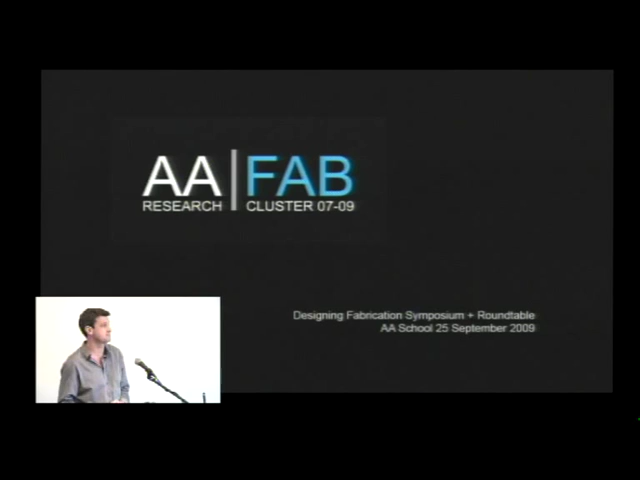 AA FAB
RESEARCH CLUSTER 07-09
Designing Fabrication Symposium + Roundtable
AA School 25 September 2009